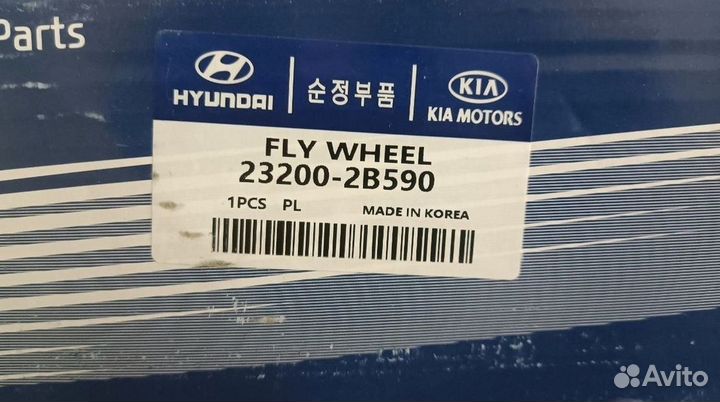 Parts
HYUNDAI
순정부품
KIA
KIA MOTORS
FLY WHEEL
23200-2B590
1PCS PL MADE IN KOREA
Avito